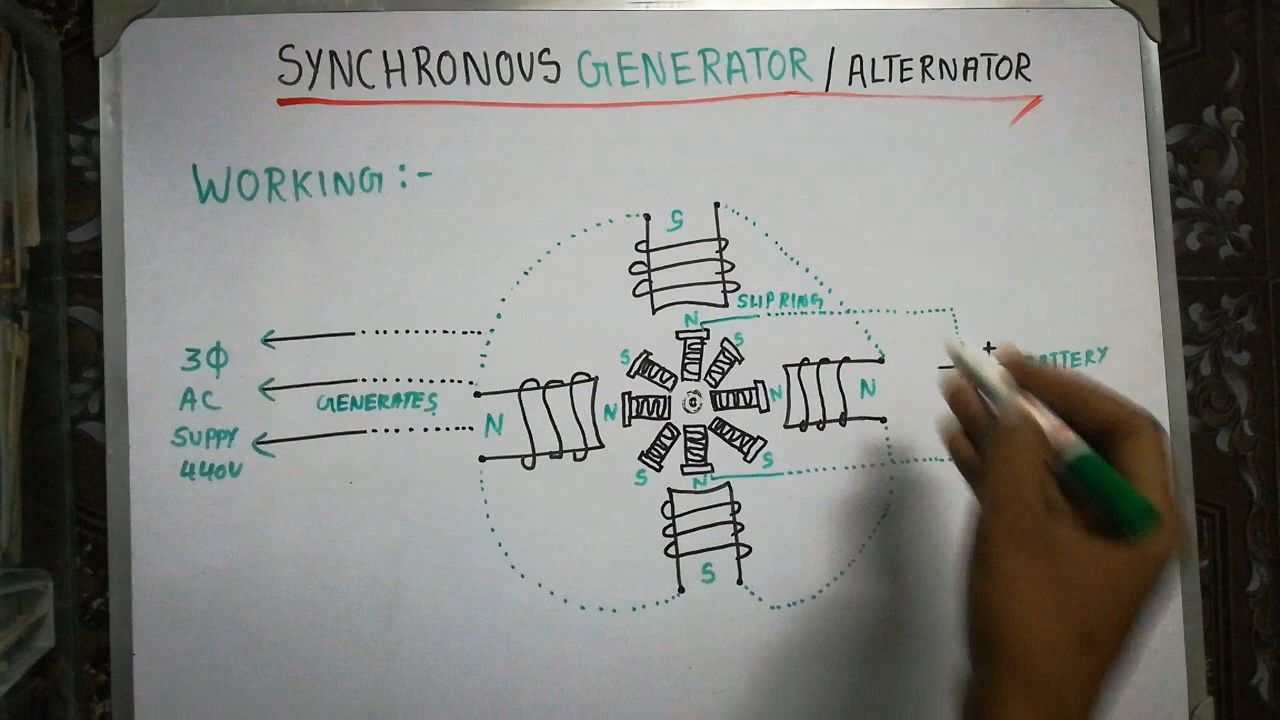 SYNCHRONOUS GENERATOR / ALTERNATOR
WORKING :-
S
SLIPRING
N
S
S
+
3Φ
AC
SUPPY
440V
GENERATES
N
N
N
N
S
S
N
S